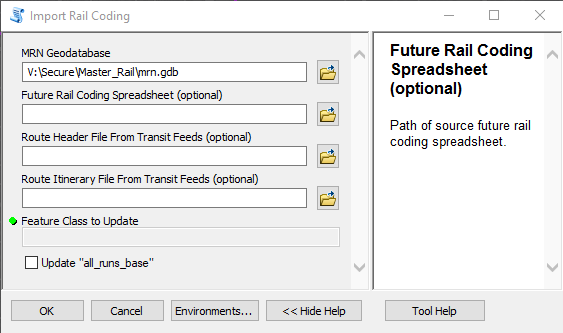 Import Rail Coding
MRN Geodatabase
V:\Secure\Master_Rail\mrn.gdb
Future Rail Coding Spreadsheet (optional)
Route Header File From Transit Feeds (optional)
Route Itinerary File From Transit Feeds (optional)
Feature Class to Update
Update "all_runs_base"
Future Rail Coding
Spreadsheet
(optional)
Path of source future rail
coding spreadsheet.
OK
Cancel
Environments...
<< Hide Help
Tool Help